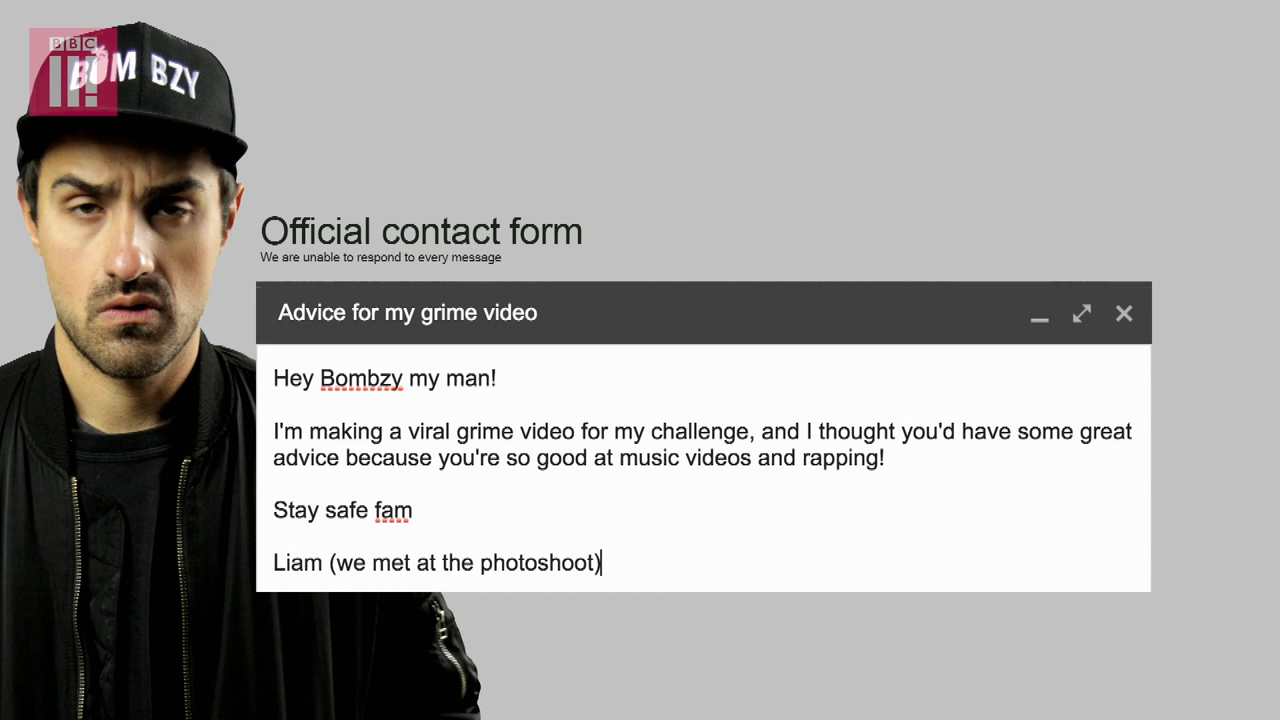 BBC
III!
BOMBZY
Official contact form
We are unable to respond to every message
Advice for my grime video
Hey Bombzy my man!
I'm making a viral grime video for my challenge, and I thought you'd have some great
advice because you're so good at music videos and rapping!
Stay safe fam
Liam (we met at the photoshoot)